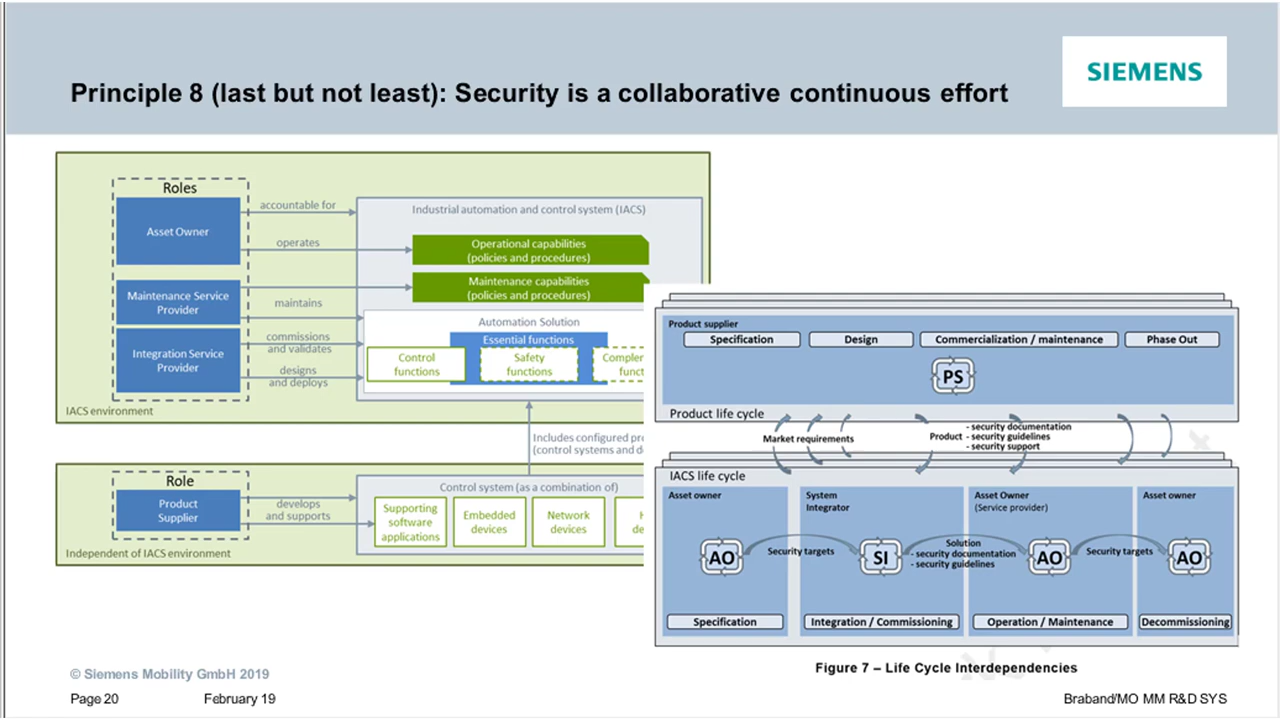 SIEMENS
Principle 8 (last but not least): Security is a collaborative continuous effort
Roles
Asset Owner
Maintenance Service
Provider
Integration Service
Provider
accountable for
operates
maintains
commissions
and validates
designs
and deploys
Industrial automation and control system (IACS)
Operational capabilities
(policies and procedures)
Maintenance capabilities
(policies and procedures)
Automation Solution
Essential functions
Control
functions
Safety
functions
IACS environment
Includes configured
(control systems and
Role
Product
Supplier
develops
and supports
Control system (as a combination of)
Supporting
software
applications
Embedded
devices
Network
devices
Independent of IACS environment
Product supplier
Specification
Design
Commercialization / maintenance
Phase Out
PS
Product life cycle
Market requirements
Product
- security documentation
- security guidelines
- security support
IACS life cycle
Asset owner
System
Integrator
Asset Owner
(Service provider)
Asset owner
AO
Security targets
SI
Solution
- security documentation
- security guidelines
AO
Security targets
AO
Specification
Integration / Commissioning
Operation / Maintenance
Decommissioning
Figure 7 – Life Cycle Interdependencies
© Siemens Mobility GmbH 2019
Page 20
February 19
Braband/MO MM R&D SYS